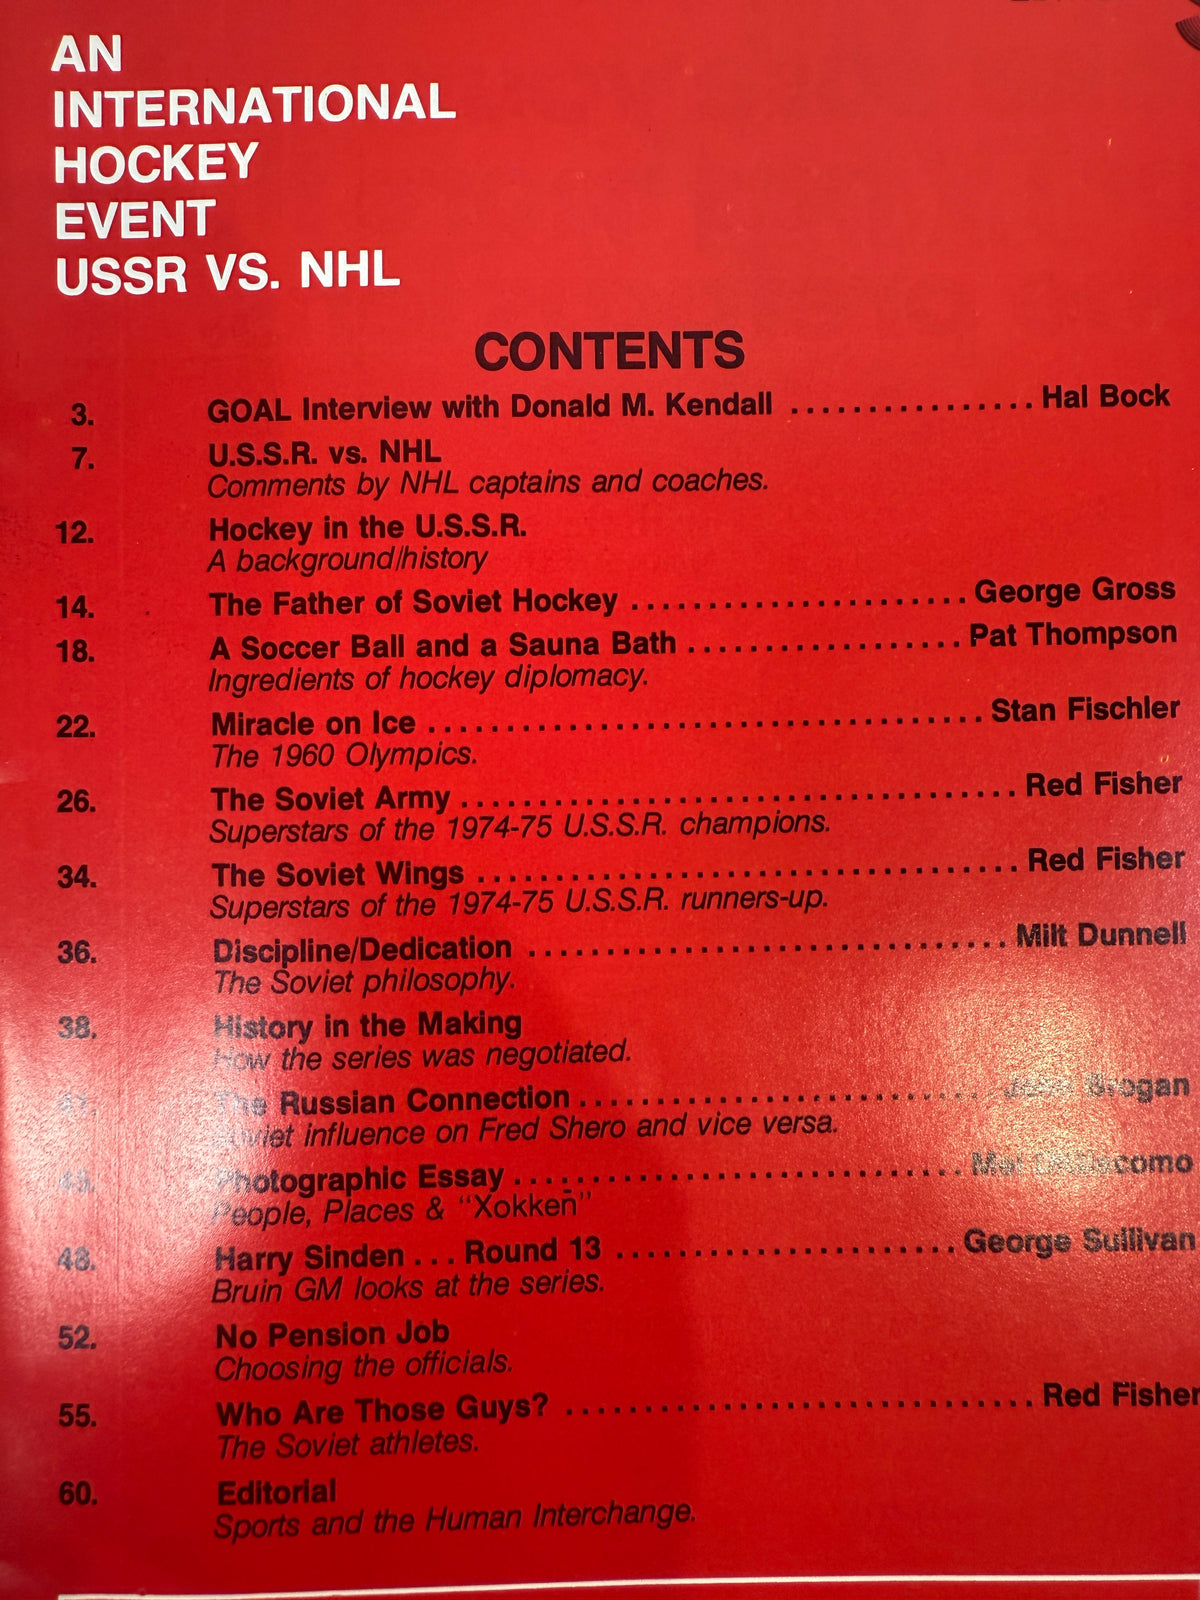 AN
INTERNATIONAL
HOCKEY
EVENT
USSR VS. NHL
CONTENTS
3. GOAL Interview with Donald M. Kendall ................ Hal Bock
7. U.S.S.R. vs. NHL
Comments by NHL captains and coaches.
12. Hockey in the U.S.S.R.
A background/history
14. The Father of Soviet Hockey ...................... George Gross
18. A Soccer Ball and a Sauna Bath .................. Pat Thompson
Ingredients of hockey diplomacy.
22. Miracle on Ice .................................... Stan Fischler
The 1960 Olympics.
26. The Soviet Army .................................... Red Fisher
Superstars of the 1974-75 U.S.S.R. champions.
34. The Soviet Wings ................................... Red Fisher
Superstars of the 1974-75 U.S.S.R. runners-up.
36. Discipline/Dedication ............................... Milt Dunnell
The Soviet philosophy.
38. History in the Making
How the series was negotiated.
The Russian Connection ........................... Brogan
Soviet influence on Fred Shero and vice versa.
Photographic Essay .............................
People, Places & "Xokkeй"
48. Harry Sinden ... Round 13 ...................... George Sullivan
Bruin GM looks at the series.
52. No Pension Job
Choosing the officials.
55. Who Are Those Guys? .............................. Red Fisher
The Soviet athletes.
60. Editorial
Sports and the Human Interchange.